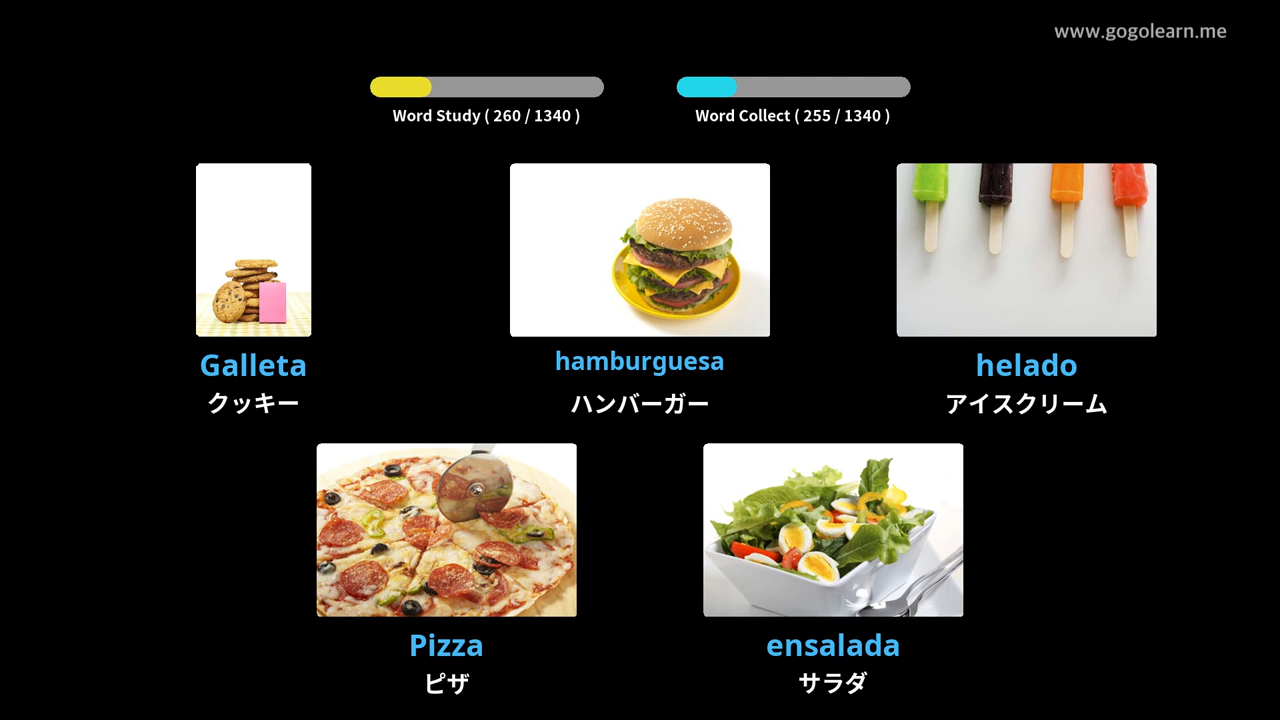 www.gogolearn.me
Word Study ( 260 / 1340 )
Word Collect ( 255 / 1340 )
Galleta
クッキー
hamburguesa
ハンバーガー
helado
アイスクリーム
Pizza
ピザ
ensalada
サラダ